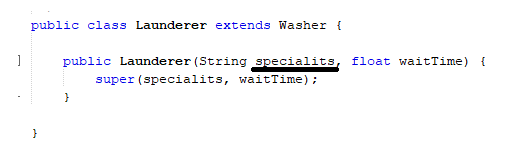 public class Launderer extends Washer {
public Launderer(String specialits, float waitTime) {
super(specialits, waitTime);
}
}